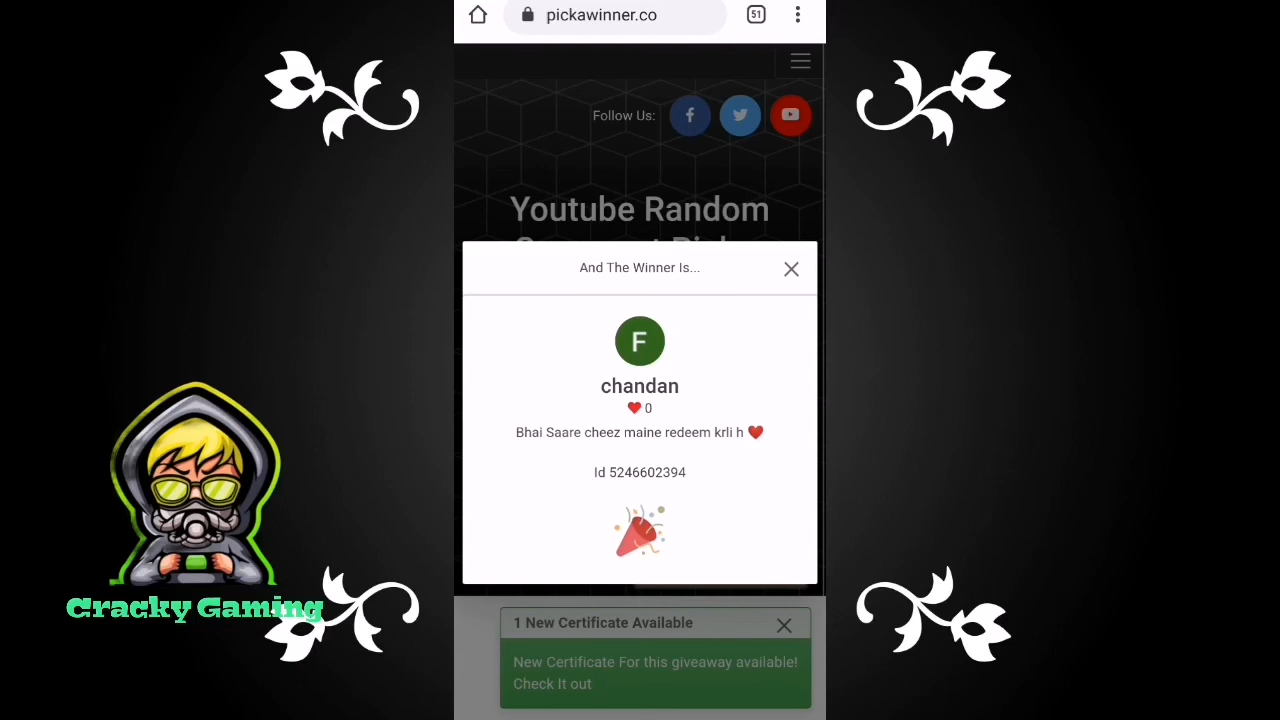 pickawinner.co
51
Follow Us:
Youtube Random
And The Winner Is...
F
chandan
0
Bhai Saare cheez maine redeem krli h ❤️
Id 5246602394
Cracky Gaming
1 New Certificate Available
New Certificate For this giveaway available!
Check It out